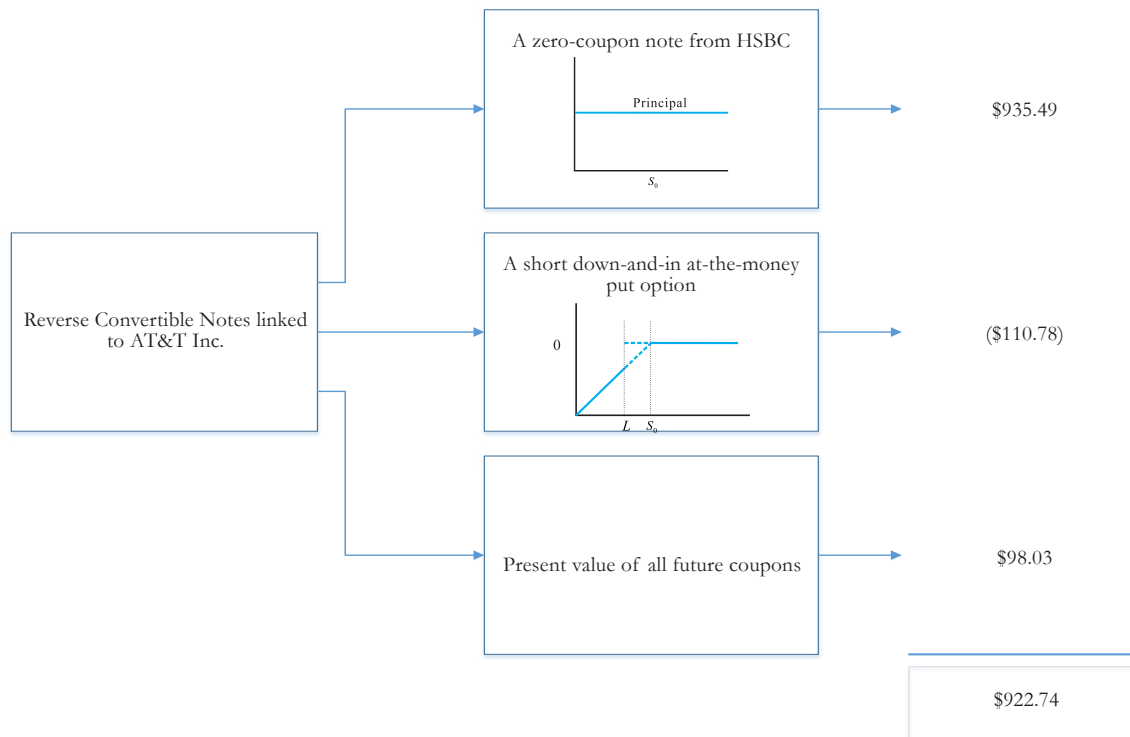 A zero-coupon note from HSBC
Principal
S₀
$935.49
Reverse Convertible Notes linked
to AT&T Inc.
A short down-and-in at-the-money
put option
0
L S₀
($110.78)
Present value of all future coupons
$98.03
$922.74